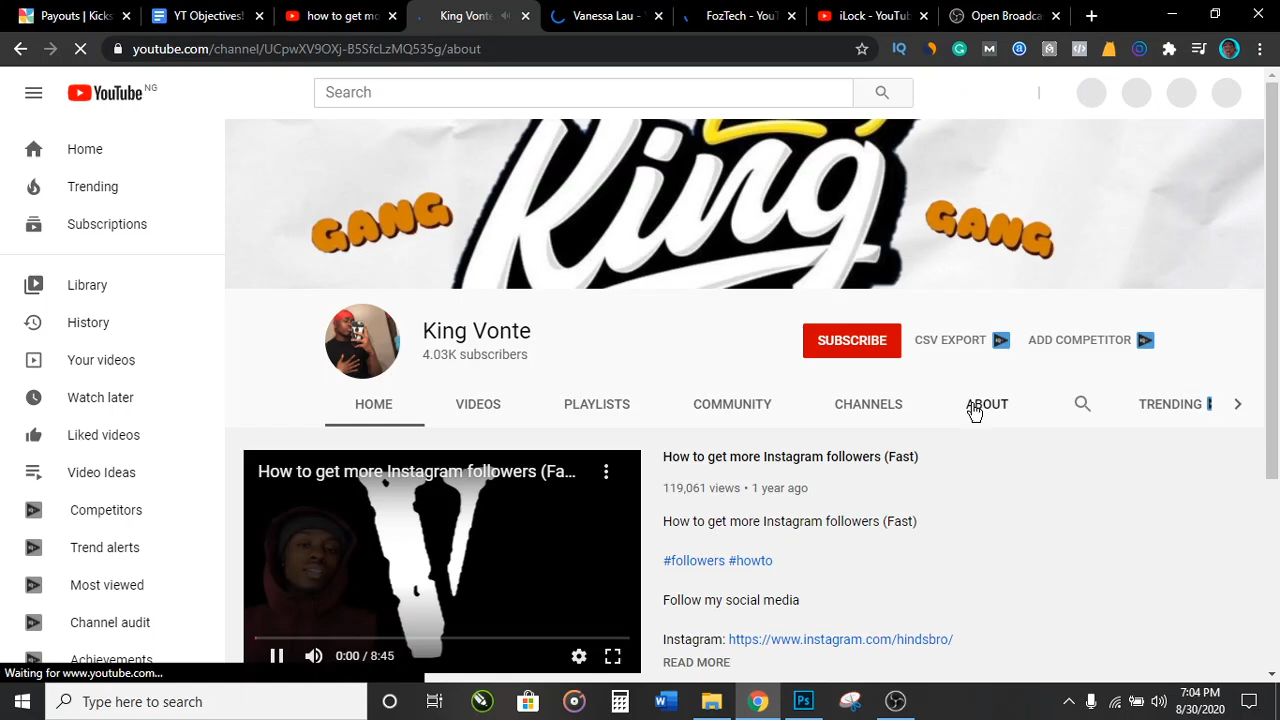 Payouts | Kicks
YT Objectives!
how to get mo
King Vonte
Vanessa Lau -
FozTech - YouT
iLock - YouTub
Open Broadca
youtube.com/channel/UCpwXV9OXj-B5SfcLzMQ535g/about
YouTube NG
Search
Home
Trending
Subscriptions
Library
History
Your videos
Watch later
Liked videos
Video Ideas
Competitors
Trend alerts
Most viewed
Channel audit
Achievements
GANG
King
GANG
King Vonte
4.03K subscribers
SUBSCRIBE
CSV EXPORT
ADD COMPETITOR
HOME
VIDEOS
PLAYLISTS
COMMUNITY
CHANNELS
ABOUT
TRENDING
How to get more Instagram followers (Fa...
V
0:00 / 8:45
How to get more Instagram followers (Fast)
119,061 views • 1 year ago
How to get more Instagram followers (Fast)
#followers #howto
Follow my social media
Instagram: https://www.instagram.com/hindsbro/
READ MORE
Waiting for www.youtube.com...
Type here to search
7:04 PM
8/30/2020